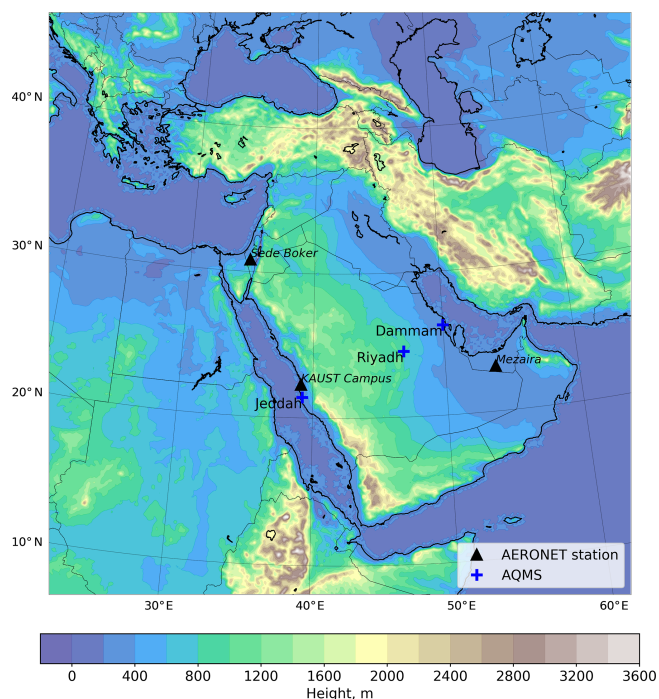 40°N
30°N
20°N
10°N
Sede Boker
Dammam
Riyadh
Mezaira
KAUST Campus
Jeddah
AERONET station
AQMS
30°E
40°E
50°E
60°E
0
400
800
1200
1600
2000
2400
2800
3200
3600
Height, m